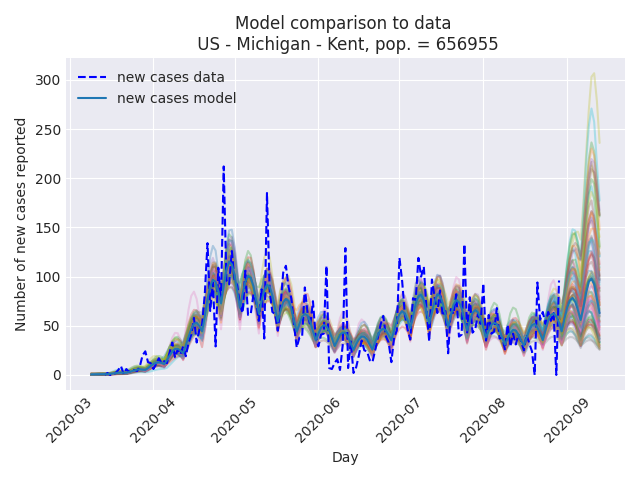 Model comparison to data
US - Michigan - Kent, pop. = 656955
new cases data
new cases model
Number of new cases reported
300
250
200
150
100
50
0
2020-03
2020-04
2020-05
2020-06
2020-07
2020-08
2020-09
Day